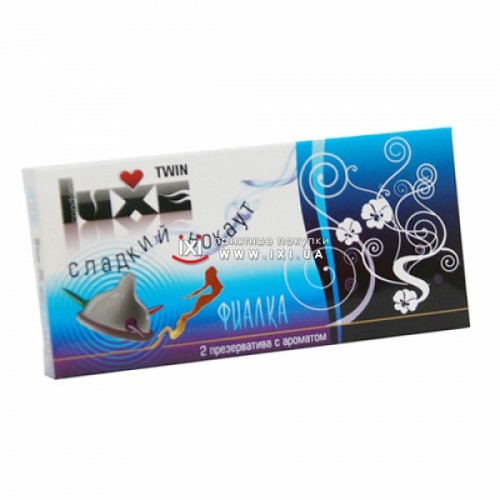 TWIN
luxe
сладкий нокаут
IXI приятные покупки
WWW.IXI.UA
ФИАЛКА
2 презерватива с ароматом